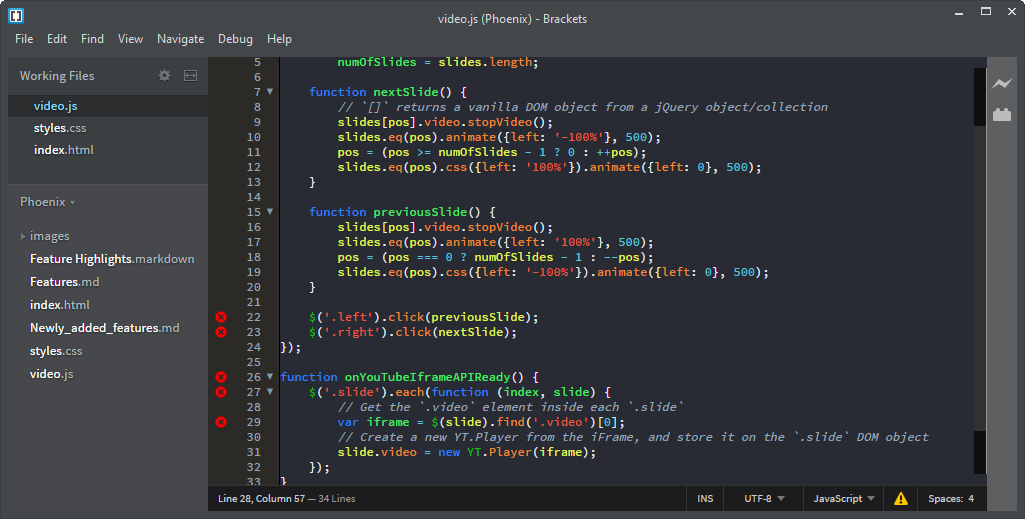 video.js (Phoenix) - Brackets
File Edit Find View Navigate Debug Help
Working Files
video.js
styles.css
index.html
Phoenix
images
Feature Highlights.markdown
Features.md
index.html
Newly_added_features.md
styles.css
video.js
5 numOfSlides = slides.length;
6
7 function nextSlide() {
8 // `[]` returns a vanilla DOM object from a jQuery object/collection
9 slides[pos].video.stopVideo();
10 slides.eq(pos).animate({left: '-100%'}, 500);
11 pos = (pos >= numOfSlides - 1 ? 0 : ++pos);
12 slides.eq(pos).css({left: '100%'}).animate({left: 0}, 500);
13 }
14
15 function previousSlide() {
16 slides[pos].video.stopVideo();
17 slides.eq(pos).animate({left: '100%'}, 500);
18 pos = (pos === 0 ? numOfSlides - 1 : --pos);
19 slides.eq(pos).css({left: '-100%'}).animate({left: 0}, 500);
20 }
21
22 $('.left').click(previousSlide);
23 $('.right').click(nextSlide);
24 });
25
26 function onYouTubeIframeAPIReady() {
27 $('.slide').each(function (index, slide) {
28 // Get the `.video` element inside each `.slide`
29 var iframe = $(slide).find('.video')[0];
30 // Create a new YT.Player from the iFrame, and store it on the `.slide` DOM object
31 slide.video = new YT.Player(iframe);
32 });
33 }
Line 28, Column 57 — 34 Lines
INS UTF-8 JavaScript Spaces: 4